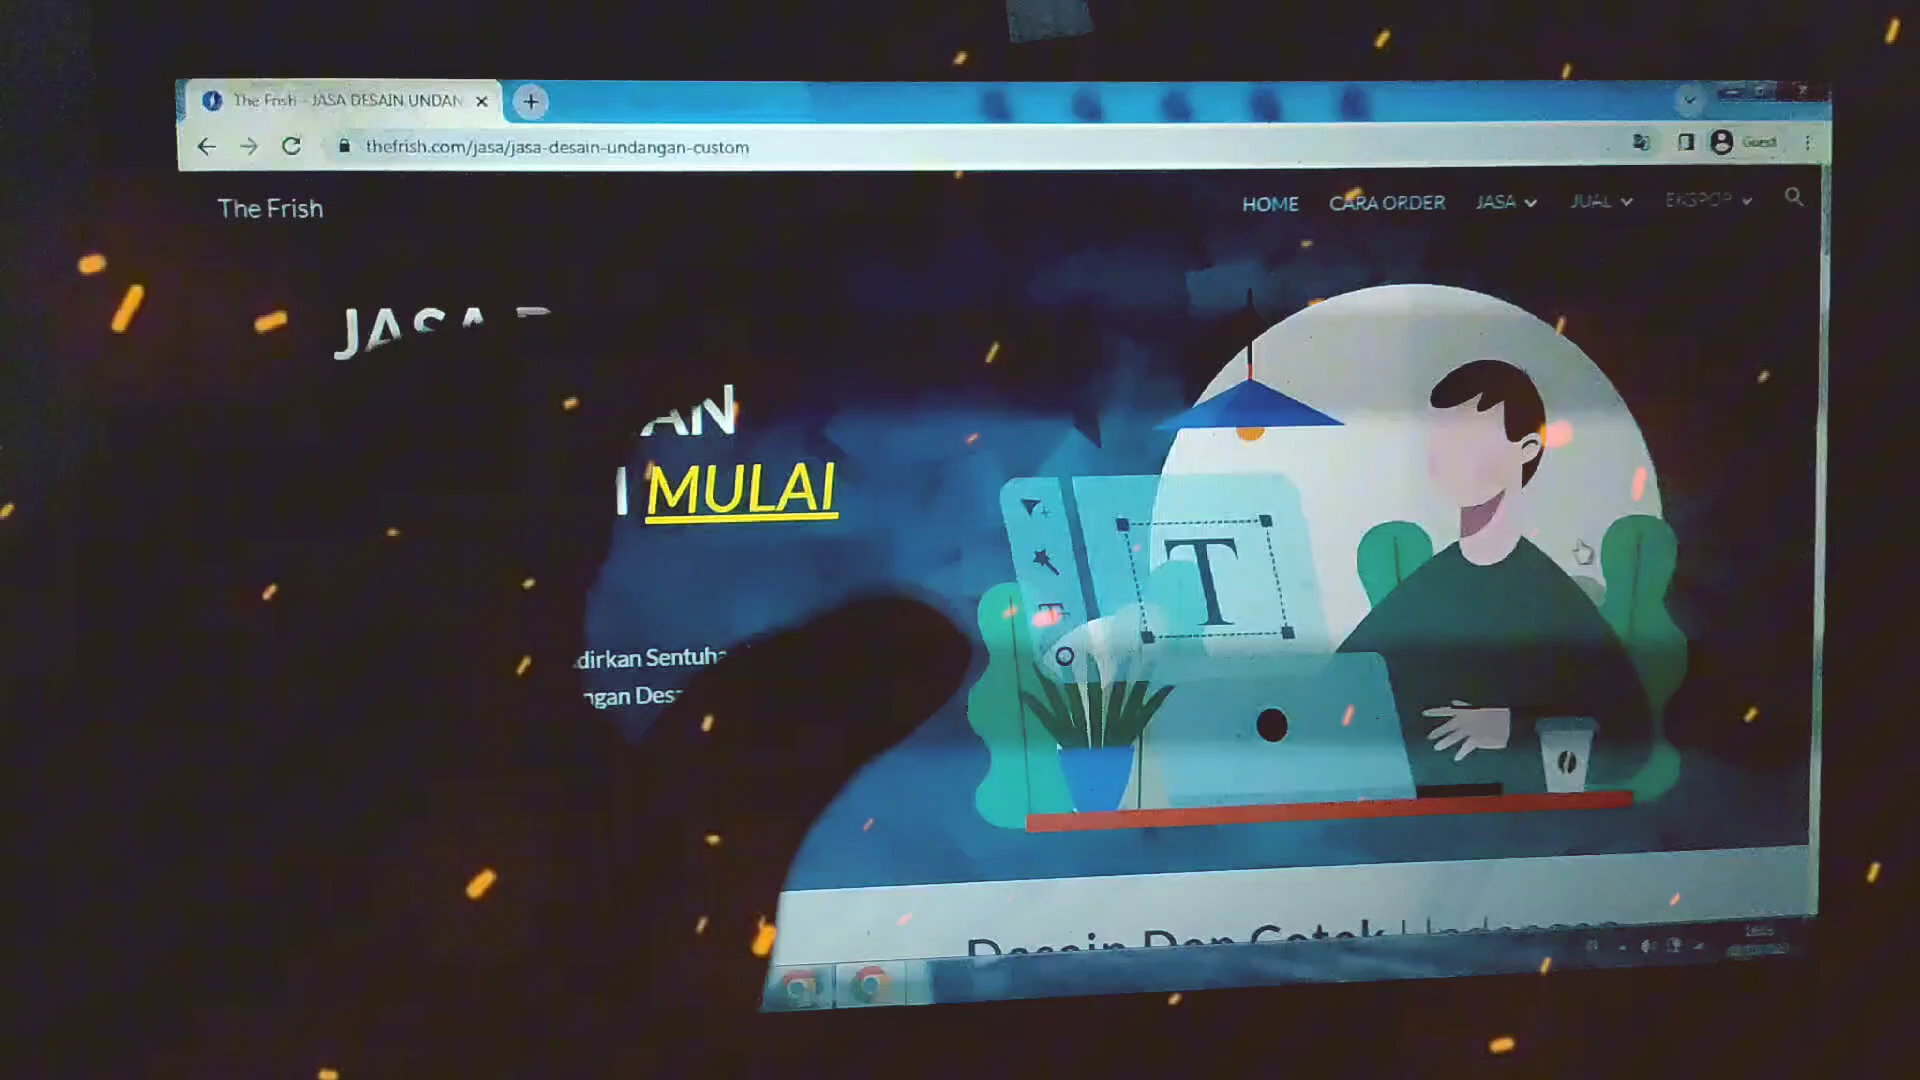 The Frish - JASA DESAIN UNDAN
thefrish.com/jasa/jasa-desain-undangan-custom
Guest
The Frish
HOME CARA ORDER JASA JUAL EKSPOR
JASA
AN
I MULAI
dirkan Sentuha
ngan Des
T
Desain Dan Cetak Undangan